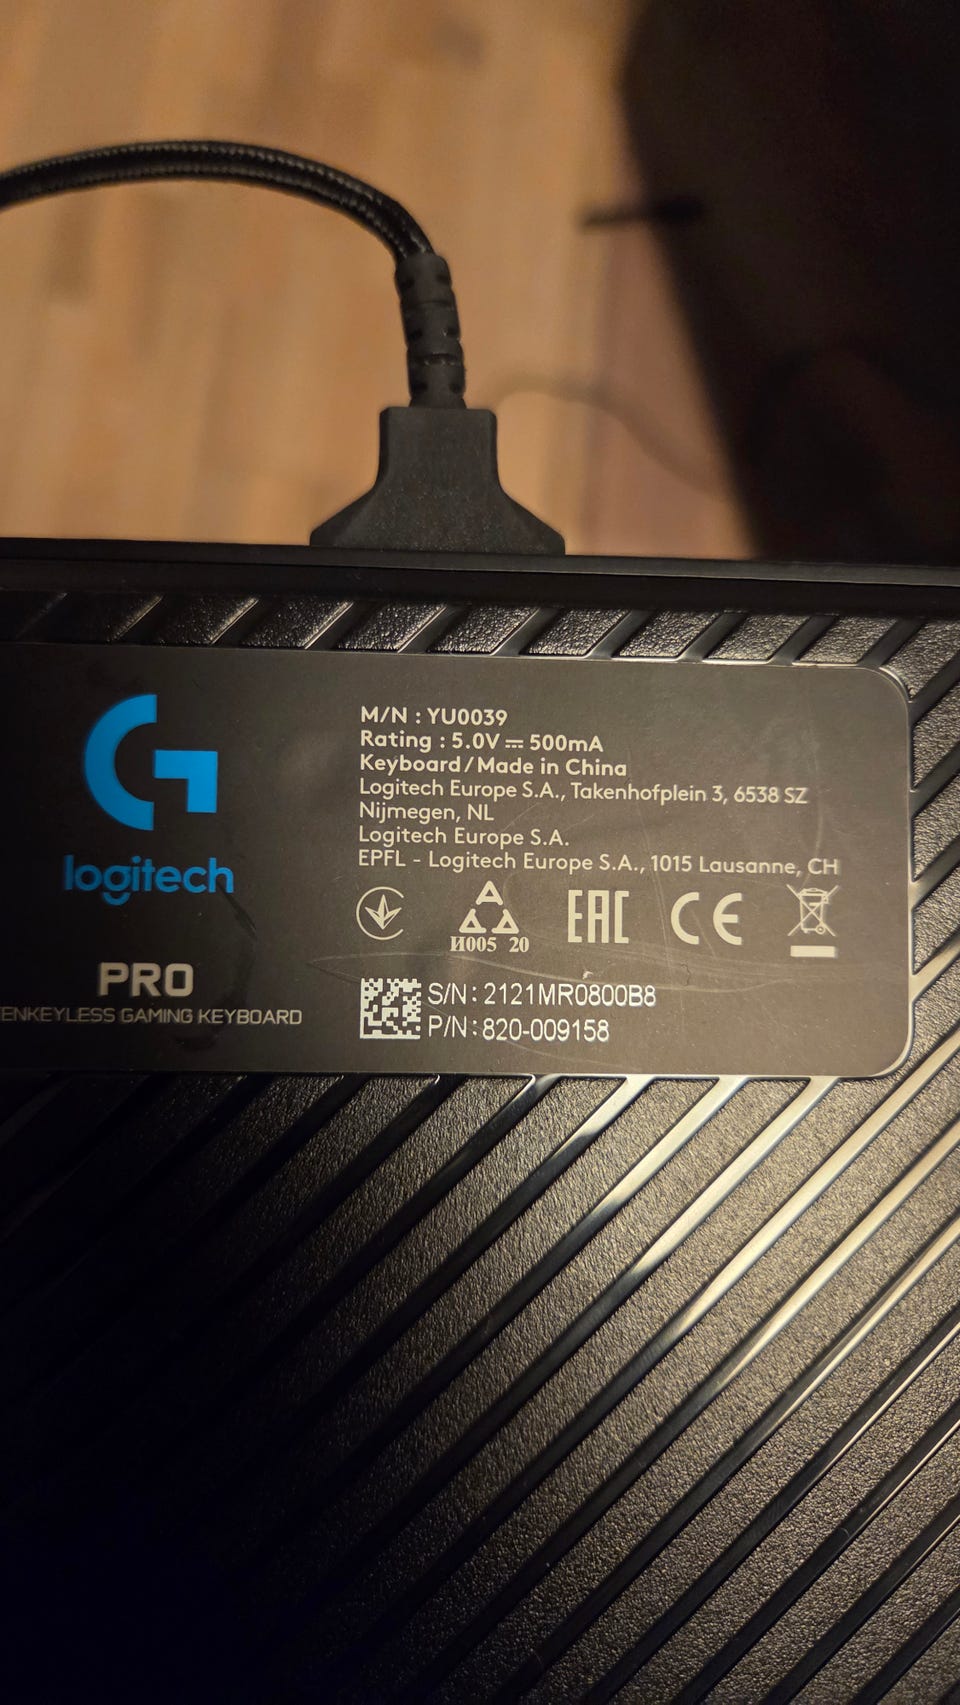 logitech
PRO
ENKEYLESS GAMING KEYBOARD
M/N : YU0039
Rating : 5.0V ⎓ 500mA
Keyboard / Made in China
Logitech Europe S.A., Takenhofplein 3, 6538 SZ
Nijmegen, NL
Logitech Europe S.A.
EPFL - Logitech Europe S.A., 1015 Lausanne, CH
И005 20
EAC CE
S/N : 2121MR0800B8
P/N : 820-009158